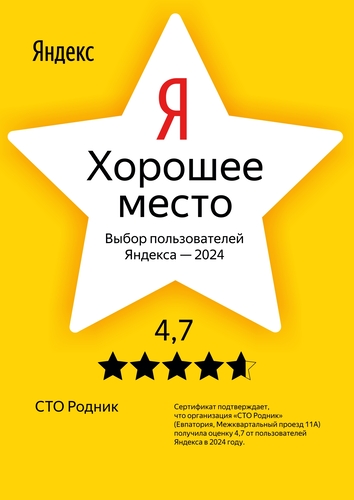 Яндекс
Я
Хорошее
место
Выбор пользователей
Яндекса — 2024
4,7
СТО Родник
Сертификат подтверждает,
что организация «СТО Родник»
(Евпатория, Межквартальный проезд 11А)
получила оценку 4,7 от пользователей
Яндекса в 2024 году.